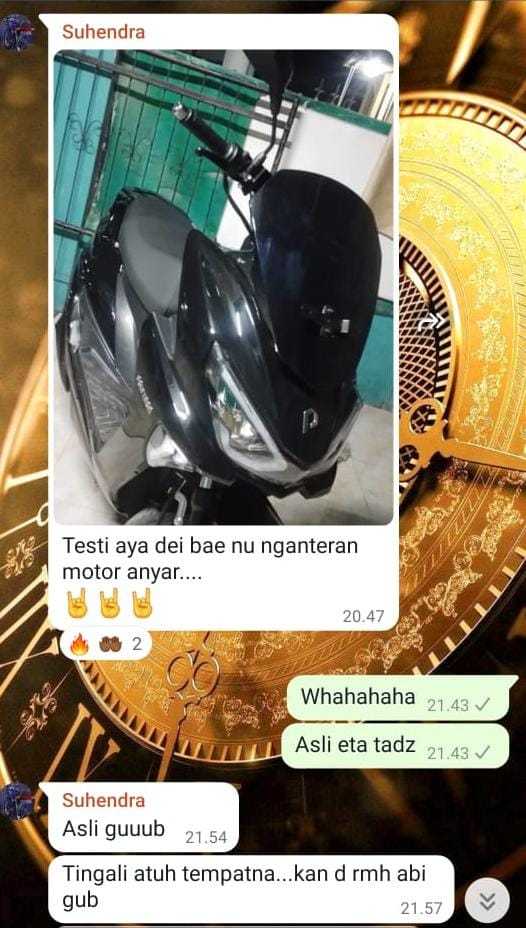 Suhendra
Testi aya dei bae nu nganteran
motor anyar....
🤘🤘🤘
20.47
🔥 🤲🏿 2
Whahahaha
21.43
Asli eta tadz
21.43
Suhendra
Asli guuub
21.54
Tingali atuh tempatna...kan d rmh abi
gub
21.57